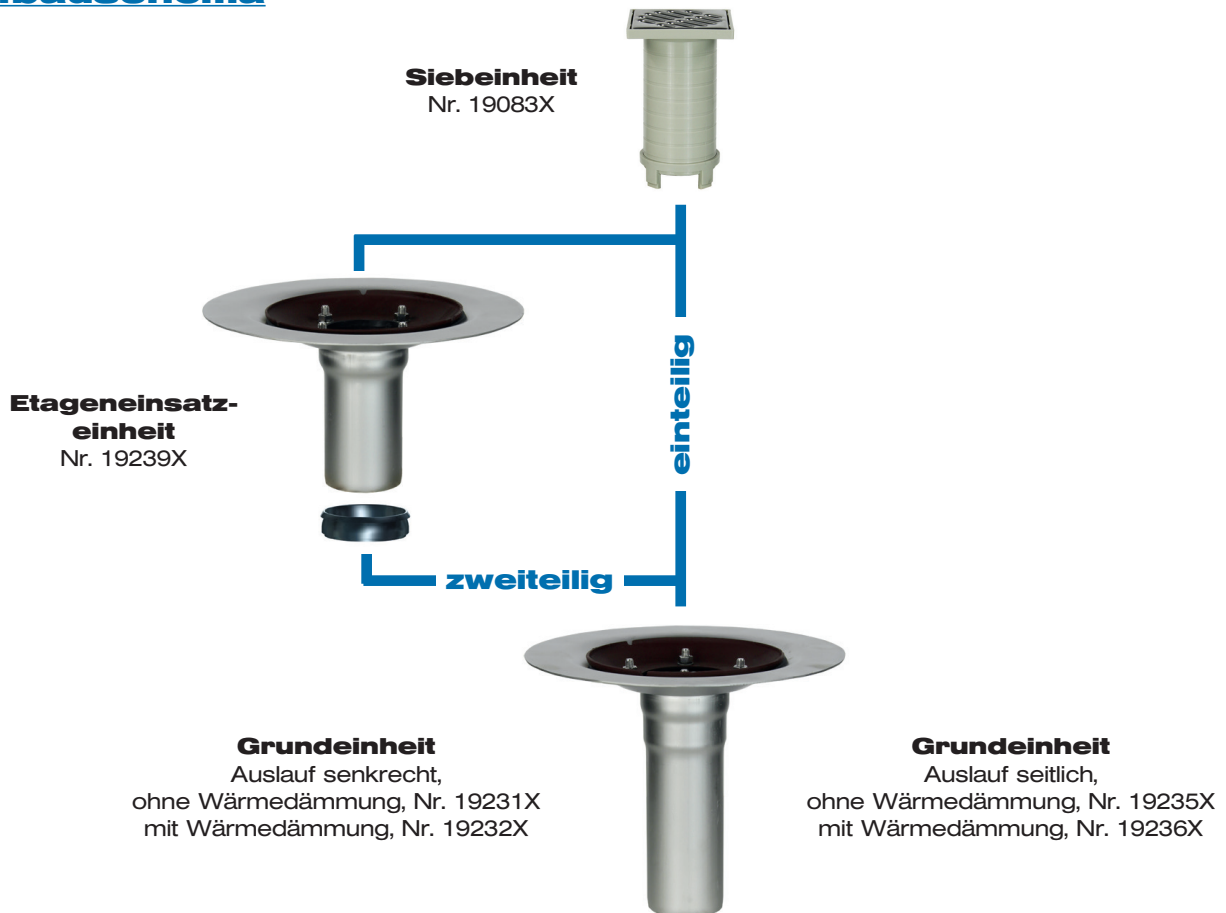 Siebeinheit
Nr. 19083X
einteilig
Etageneinsatz-
einheit
Nr. 19239X
zweiteilig
Grundeinheit
Auslauf senkrecht,
ohne Wärmedämmung, Nr. 19231X
mit Wärmedämmung, Nr. 19232X
Grundeinheit
Auslauf seitlich,
ohne Wärmedämmung, Nr. 19235X
mit Wärmedämmung, Nr. 19236X